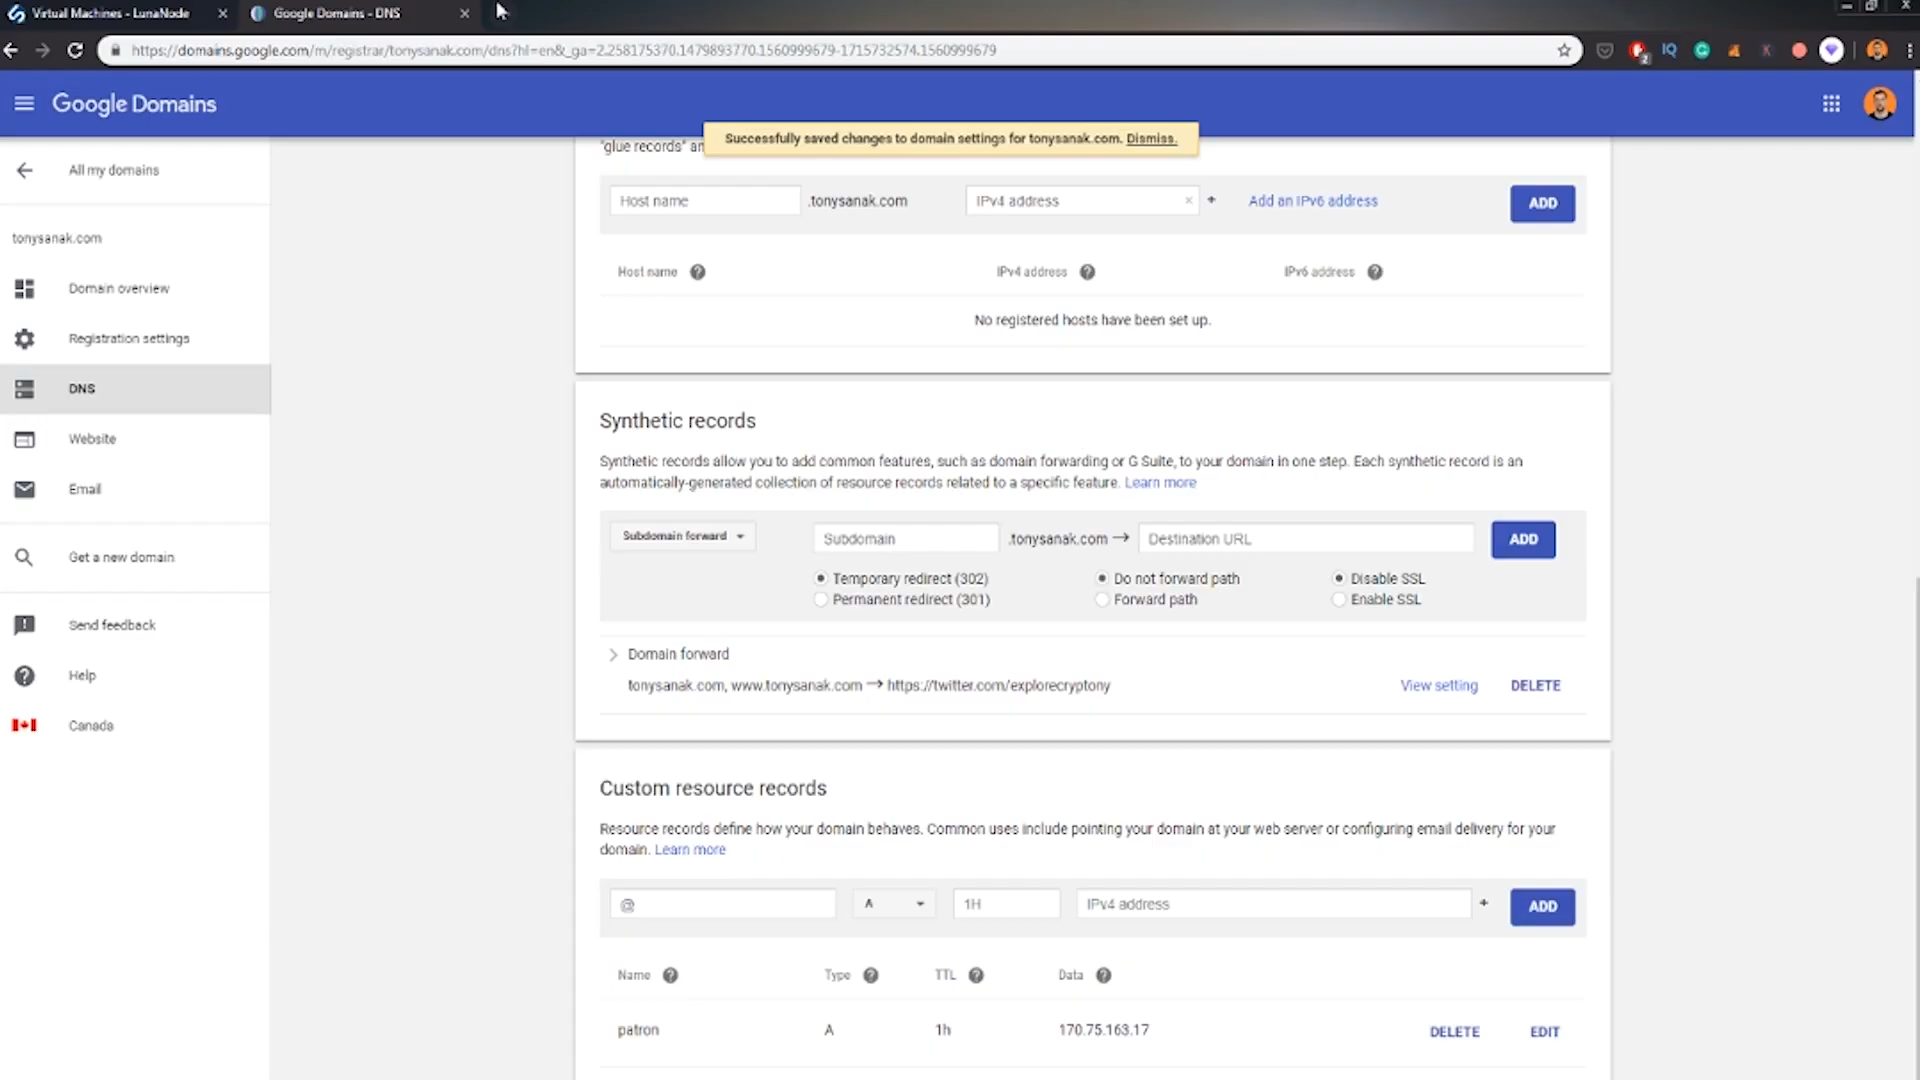 Virtual Machines - LunaNode
Google Domains - DNS
https://domains.google.com/m/registrar/tonysanak.com/dns?hl=en&_ga=2.258175370.1479893770.1560999679-1715732574.1560999679
IQ
2
Google Domains
Successfully saved changes to domain settings for tonysanak.com. Dismiss.
"glue records" an
All my domains
Host name
.tonysanak.com
IPv4 address
Add an IPv6 address
ADD
tonysanak.com
Host name
IPv4 address
IPv6 address
Domain overview
No registered hosts have been set up.
Registration settings
DNS
Synthetic records
Website
Synthetic records allow you to add common features, such as domain forwarding or G Suite, to your domain in one step. Each synthetic record is an
automatically-generated collection of resource records related to a specific feature. Learn more
Email
Subdomain forward
Subdomain
.tonysanak.com
Destination URL
ADD
Get a new domain
Temporary redirect (302)
Do not forward path
Disable SSL
Permanent redirect (301)
Forward path
Enable SSL
Send feedback
Domain forward
Help
tonysanak.com, www.tonysanak.com → https://twitter.com/explorecryptony
View setting
DELETE
Canada
Custom resource records
Resource records define how your domain behaves. Common uses include pointing your domain at your web server or configuring email delivery for your
domain. Learn more
@
A
1H
IPv4 address
+
ADD
Name
Type
TTL
Data
patron
A
1h
170.75.163.17
DELETE
EDIT